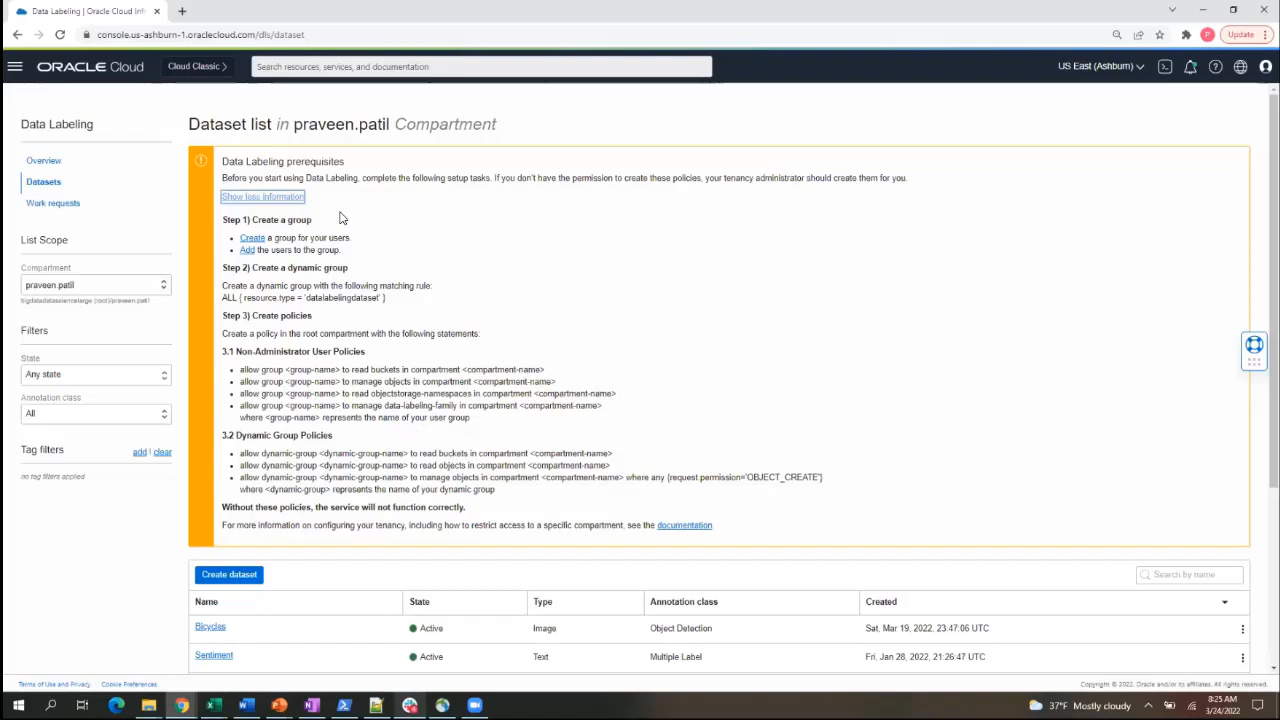 Data Labeling | Oracle Cloud Inf
console.us-ashburn-1.oraclecloud.com/dls/dataset
P
Update
ORACLE Cloud
Cloud Classic
Search resources, services, and documentation
US East (Ashburn)
Data Labeling
Overview
Datasets
Work requests
List Scope
Compartment
praveen.patil
bigdatadatasciencelarge (root)/praveen.patil
Filters
State
Any state
Annotation class
All
Tag filters
add | clear
no tag filters applied
Dataset list in praveen.patil Compartment
Data Labeling prerequisites
Before you start using Data Labeling, complete the following setup tasks. If you don't have the permission to create these policies, your tenancy administrator should create them for you.
Show less information
Step 1) Create a group
• Create a group for your users.
• Add the users to the group.
Step 2) Create a dynamic group
Create a dynamic group with the following matching rule:
ALL { resource.type = 'datalabelingdataset' }
Step 3) Create policies
Create a policy in the root compartment with the following statements:
3.1 Non-Administrator User Policies
• allow group <group-name> to read buckets in compartment <compartment-name>
• allow group <group-name> to manage objects in compartment <compartment-name>
• allow group <group-name> to read objectstorage-namespaces in compartment <compartment-name>
• allow group <group-name> to manage data-labeling-family in compartment <compartment-name>
where <group-name> represents the name of your user group
3.2 Dynamic Group Policies
• allow dynamic-group <dynamic-group-name> to read buckets in compartment <compartment-name>
• allow dynamic-group <dynamic-group-name> to read objects in compartment <compartment-name>
• allow dynamic-group <dynamic-group-name> to manage objects in compartment <compartment-name> where any {request.permission='OBJECT_CREATE'}
where <dynamic-group> represents the name of your dynamic group
Without these policies, the service will not function correctly.
For more information on configuring your tenancy, including how to restrict access to a specific compartment, see the documentation.
Create dataset
Search by name
Name State Type Annotation class Created
Bicycles Active Image Object Detection Sat, Mar 19, 2022, 23:47:06 UTC
Sentiment Active Text Multiple Label Fri, Jan 28, 2022, 21:26:47 UTC
Terms of Use and Privacy Cookie Preferences
Copyright © 2022, Oracle and/or its affiliates. All rights reserved.
37°F Mostly cloudy
8:25 AM
3/24/2022